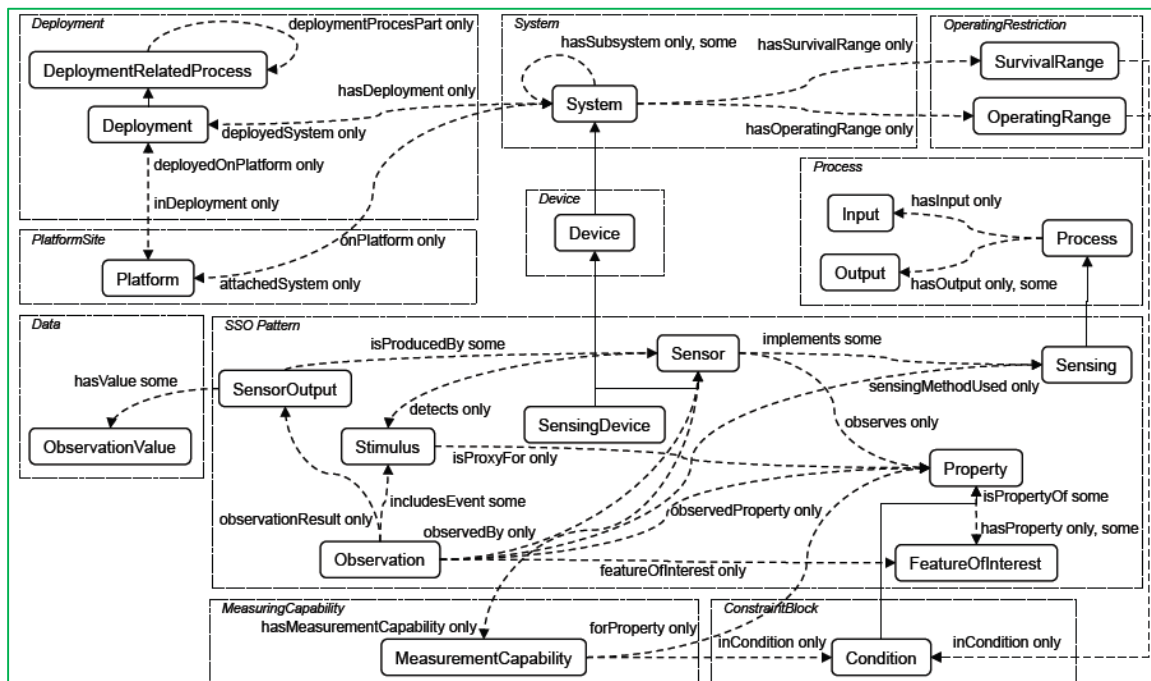 Deployment
deploymentProcesPart only
DeploymentRelatedProcess
Deployment
hasDeployment only
deployedSystem only
deployedOnPlatform only
inDeployment only
System
hasSubsystem only, some
System
hasSurvivalRange only
hasOperatingRange only
OperatingRestriction
SurvivalRange
OperatingRange
Process
Input
hasInput only
Process
Output
hasOutput only, some
Device
Device
PlatformSite
onPlatform only
Platform
attachedSystem only
Data
hasValue some
ObservationValue
SSO Pattern
isProducedBy some
Sensor
implements some
Sensing
SensorOutput
sensingMethodUsed only
detects only
SensingDevice
observes only
Stimulus
isProxyFor only
Property
isPropertyOf some
includesEvent some
observedProperty only
observationResult only
observedBy only
hasProperty only, some
Observation
featureOfInterest only
FeatureOfInterest
MeasuringCapability
hasMeasurementCapability only
forProperty only
MeasurementCapability
ConstraintBlock
inCondition only
Condition
inCondition only